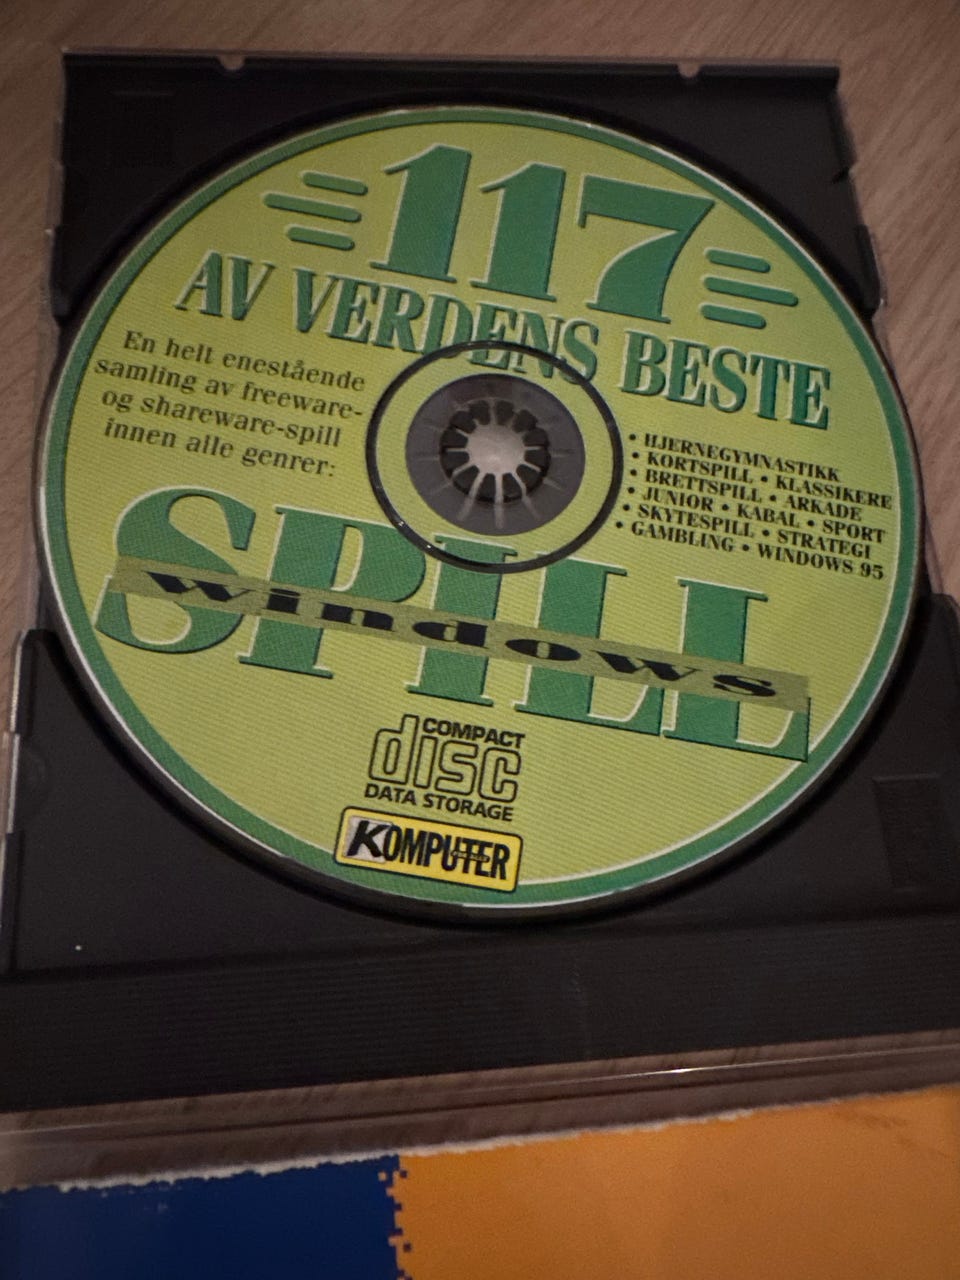 117
AV VERDENS BESTE
En helt enestående
samling av freeware-
og shareware-spill
innen alle genrer:
• HJERNEGYMNASTIKK
• KORTSPILL • KLASSIKERE
• BRETTSPILL • ARKADE
• JUNIOR • KABAL • SPORT
• SKYTESPILL • STRATEGI
• GAMBLING • WINDOWS 95
SPILL
windows
COMPACT
disc
DATA STORAGE
KOMPUTER